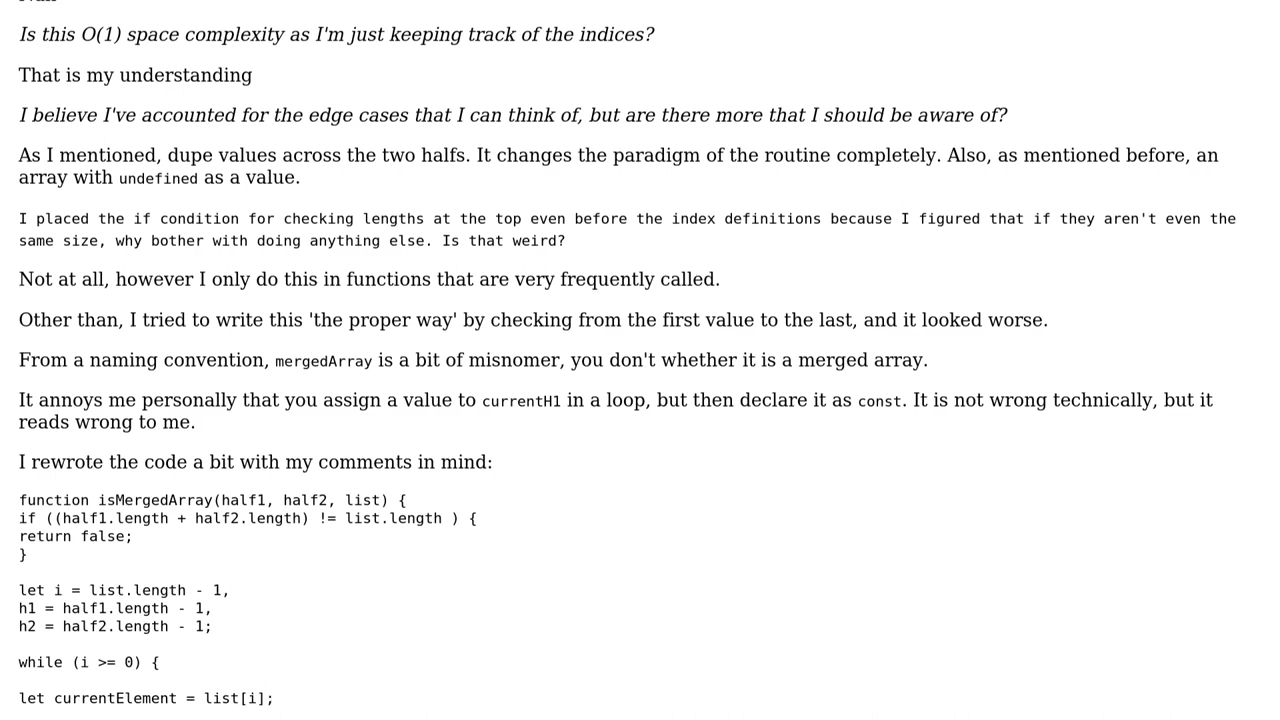 Is this O(1) space complexity as I'm just keeping track of the indices?
That is my understanding
I believe I've accounted for the edge cases that I can think of, but are there more that I should be aware of?
As I mentioned, dupe values across the two halfs. It changes the paradigm of the routine completely. Also, as mentioned before, an
array with undefined as a value.
I placed the if condition for checking lengths at the top even before the index definitions because I figured that if they aren't even the
same size, why bother with doing anything else. Is that weird?
Not at all, however I only do this in functions that are very frequently called.
Other than, I tried to write this 'the proper way' by checking from the first value to the last, and it looked worse.
From a naming convention, mergedArray is a bit of misnomer, you don't whether it is a merged array.
It annoys me personally that you assign a value to currentH1 in a loop, but then declare it as const. It is not wrong technically, but it
reads wrong to me.
I rewrote the code a bit with my comments in mind:
function isMergedArray(half1, half2, list) {
if ((half1.length + half2.length) != list.length ) {
return false;
}
let i = list.length - 1,
h1 = half1.length - 1,
h2 = half2.length - 1;
while (i >= 0) {
let currentElement = list[i];